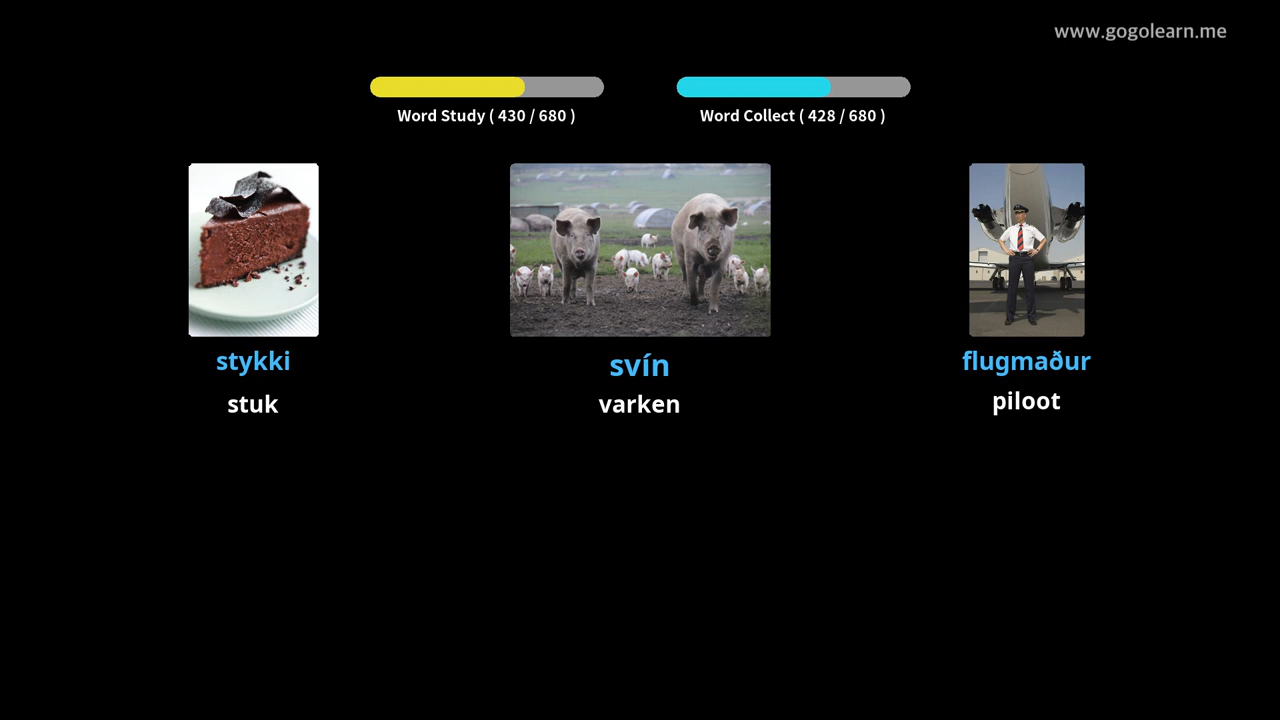 www.gogolearn.me
Word Study ( 430 / 680 )
Word Collect ( 428 / 680 )
stykki
stuk
svín
varken
flugmaður
piloot